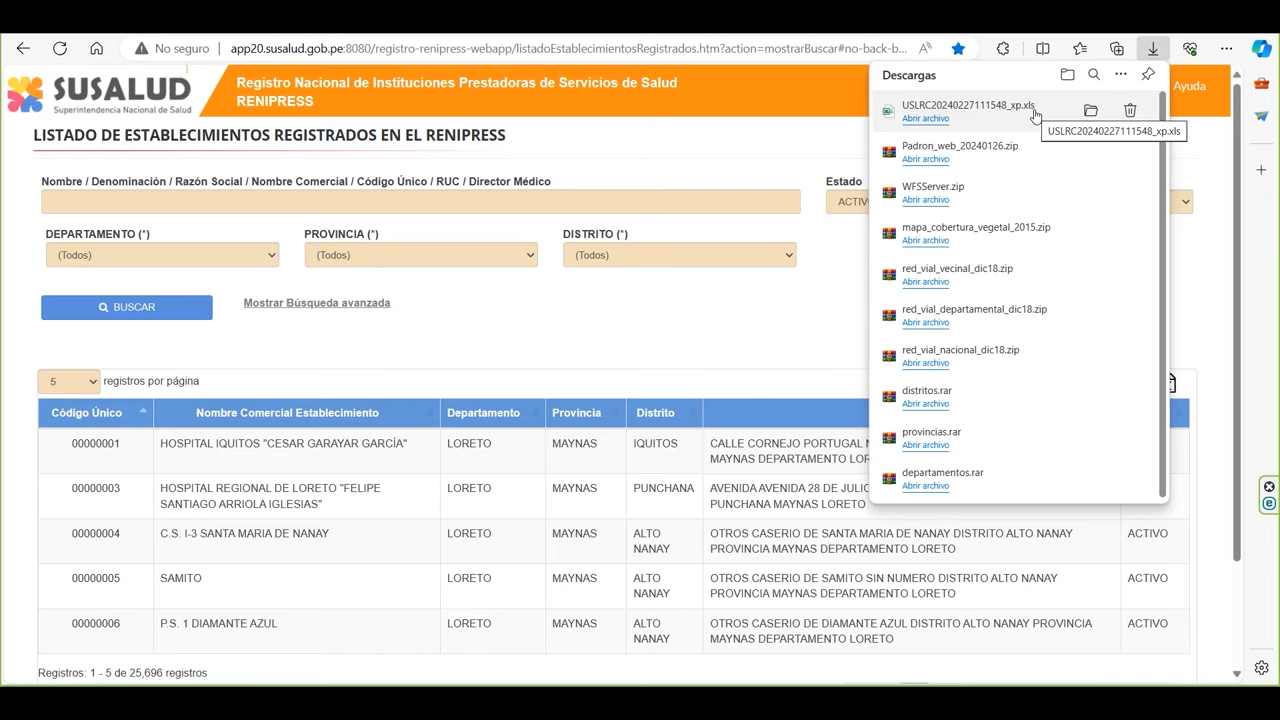 No seguro
app20.susalud.gob.pe:8080/registro-renipress-webapp/listadoEstablecimientosRegistrados.htm?action=mostrarBuscar#no-back-b...
SUSALUD
Superintendencia Nacional de Salud
Registro Nacional de Instituciones Prestadoras de Servicios de Salud
RENIPRESS
Ayuda
Descargas
USLRC20240227111548_xp.xls
Abrir archivo
USLRC20240227111548_xp.xls
Padron_web_20240126.zip
Abrir archivo
WFSServer.zip
Abrir archivo
mapa_cobertura_vegetal_2015.zip
Abrir archivo
red_vial_vecinal_dic18.zip
Abrir archivo
red_vial_departamental_dic18.zip
Abrir archivo
red_vial_nacional_dic18.zip
Abrir archivo
distritos.rar
Abrir archivo
provincias.rar
Abrir archivo
departamentos.rar
Abrir archivo
LISTADO DE ESTABLECIMIENTOS REGISTRADOS EN EL RENIPRESS
Nombre / Denominación / Razón Social / Nombre Comercial / Código Único / RUC / Director Médico
Estado
ACTIV
DEPARTAMENTO (*) PROVINCIA (*) DISTRITO (*)
(Todos) (Todos) (Todos)
BUSCAR
Mostrar Búsqueda avanzada
5 registros por página
Código Único Nombre Comercial Establecimiento Departamento Provincia Distrito
00000001 HOSPITAL IQUITOS "CESAR GARAYAR GARCÍA" LORETO MAYNAS IQUITOS CALLE CORNEJO PORTUGAL
MAYNAS DEPARTAMENTO LORETO
00000003 HOSPITAL REGIONAL DE LORETO "FELIPE LORETO MAYNAS PUNCHANA AVENIDA AVENIDA 28 DE JULIO
SANTIAGO ARRIOLA IGLESIAS" PUNCHANA MAYNAS LORETO
00000004 C.S. I-3 SANTA MARIA DE NANAY LORETO MAYNAS ALTO OTROS CASERIO DE SANTA MARIA DE NANAY DISTRITO ALTO NANAY ACTIVO
NANAY PROVINCIA MAYNAS DEPARTAMENTO LORETO
00000005 SAMITO LORETO MAYNAS ALTO OTROS CASERIO DE SAMITO SIN NUMERO DISTRITO ALTO NANAY ACTIVO
NANAY PROVINCIA MAYNAS DEPARTAMENTO LORETO
00000006 P.S. 1 DIAMANTE AZUL LORETO MAYNAS ALTO OTROS CASERIO DE DIAMANTE AZUL DISTRITO ALTO NANAY PROVINCIA ACTIVO
NANAY MAYNAS DEPARTAMENTO LORETO
Registros: 1 - 5 de 25,696 registros